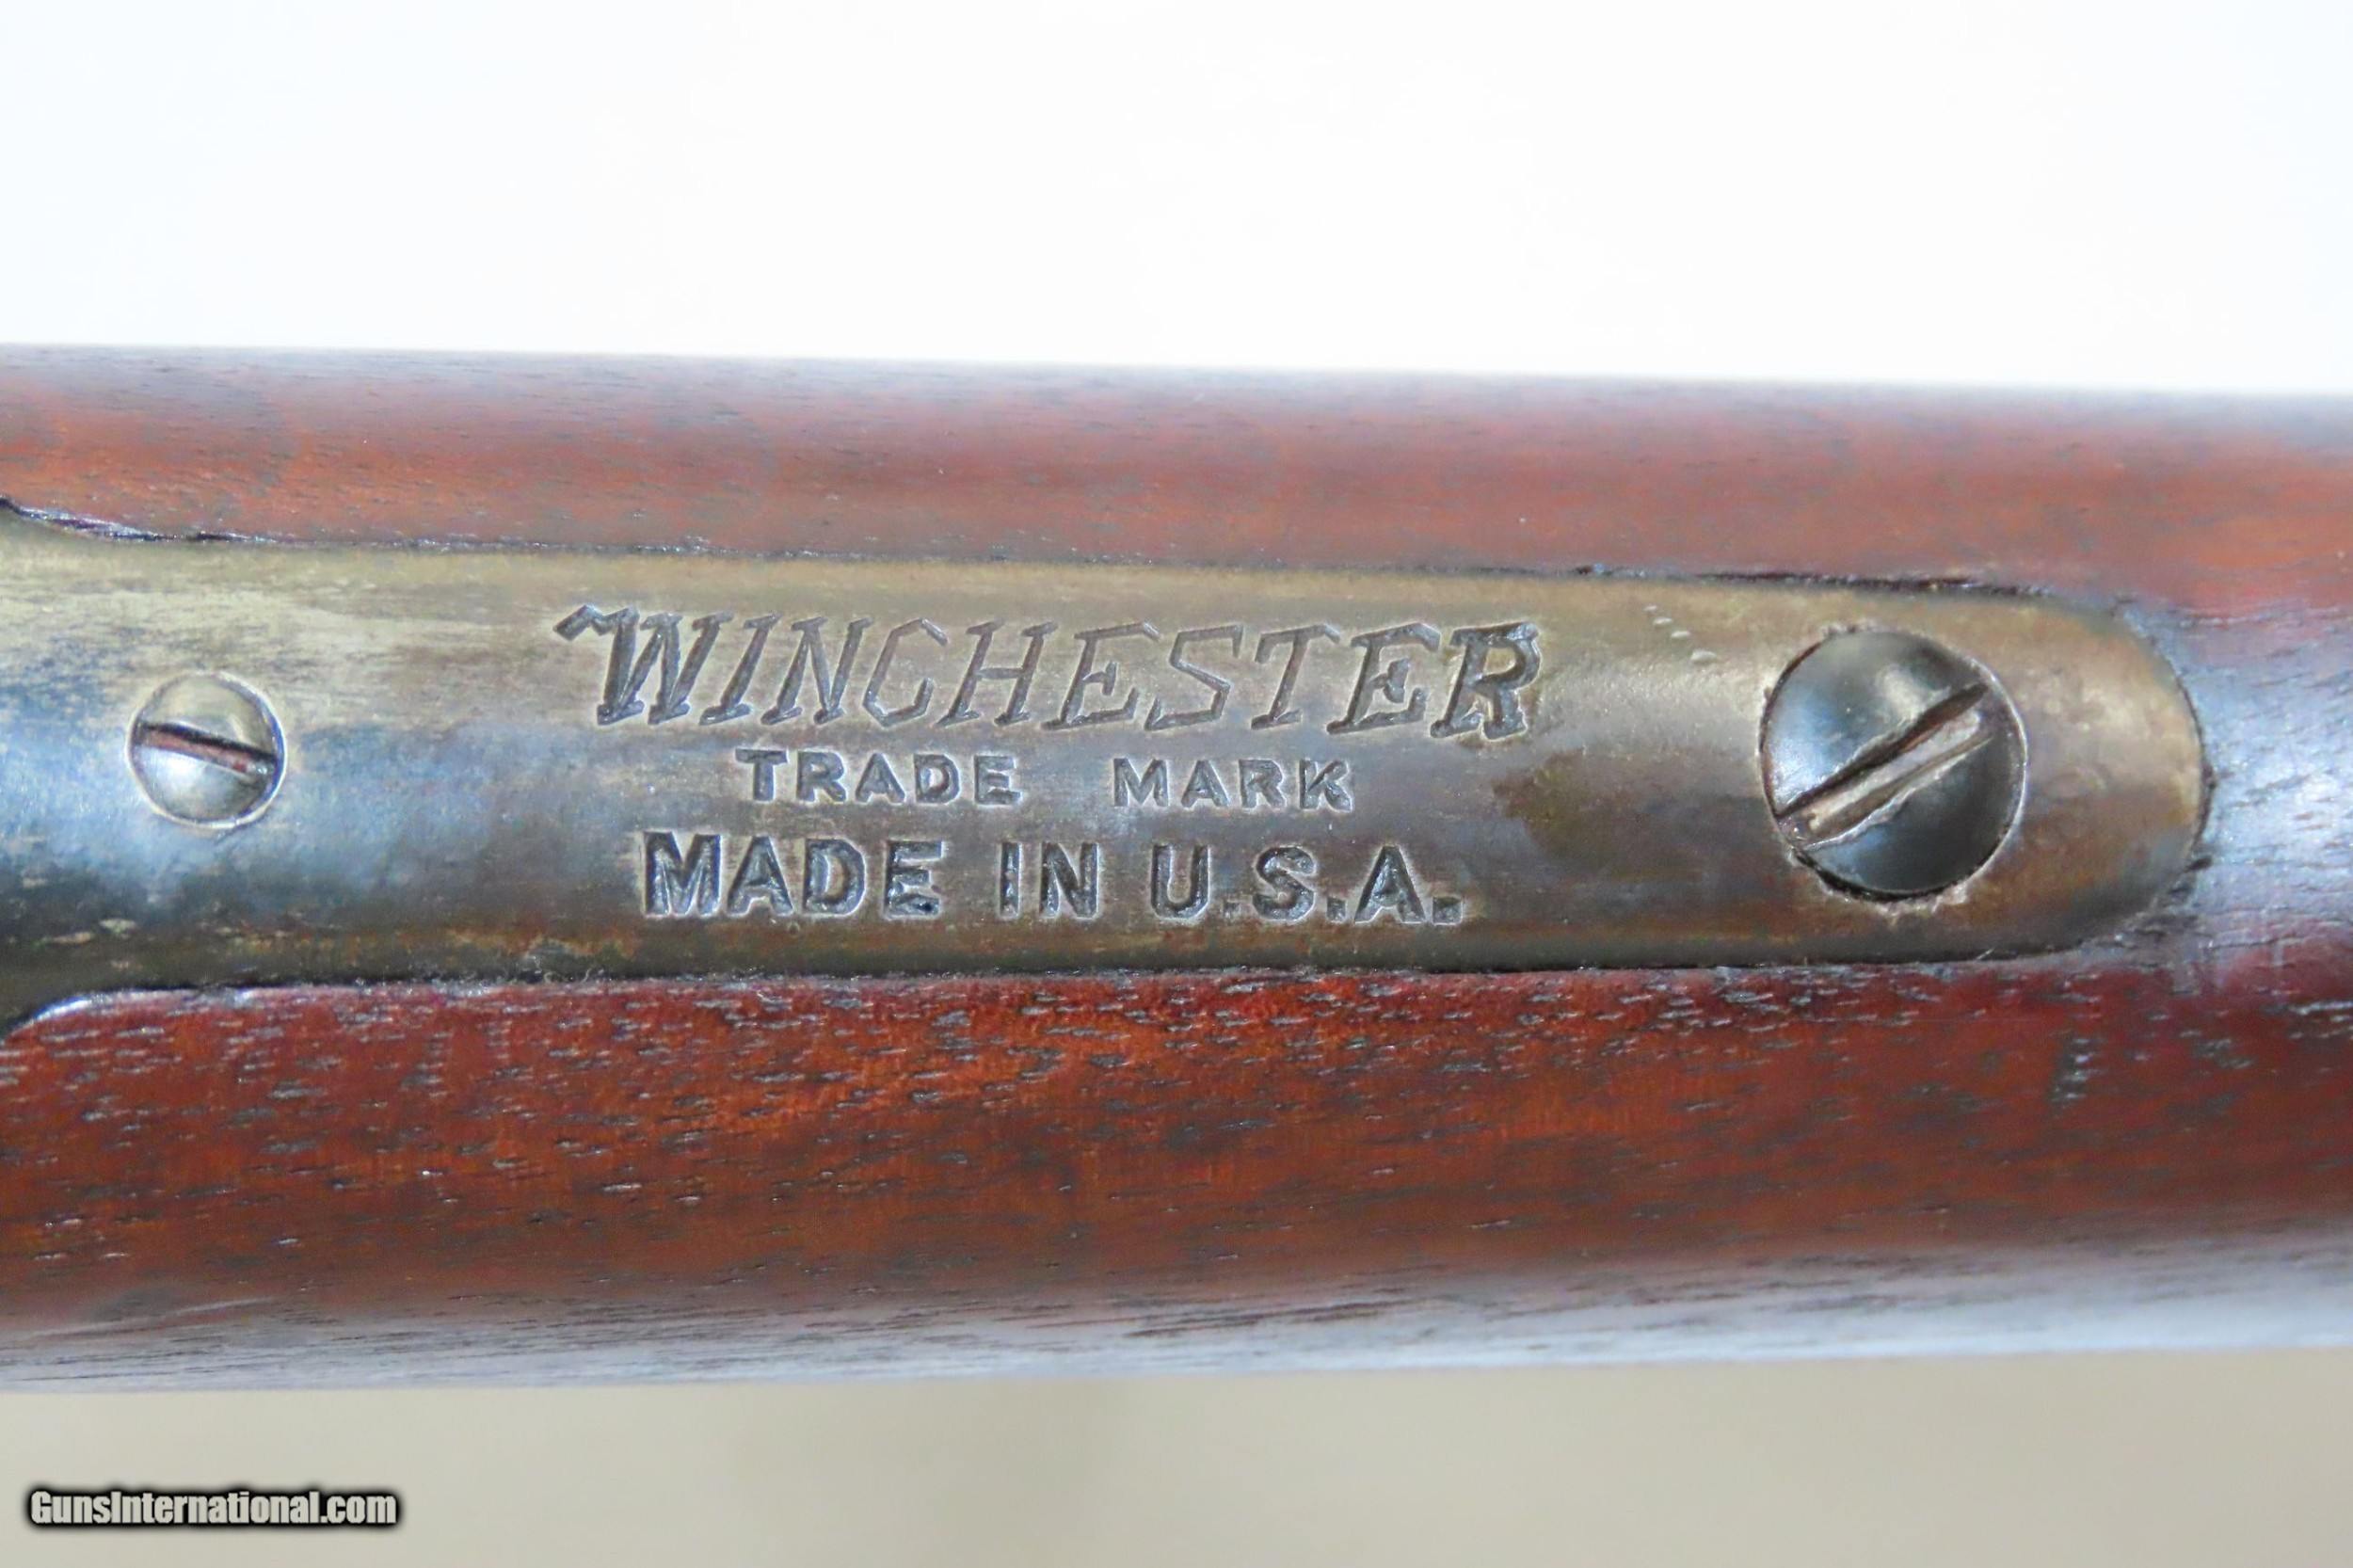 WINCHESTER
TRADE MARK
MADE IN U.S.A.
GunsInternational.com